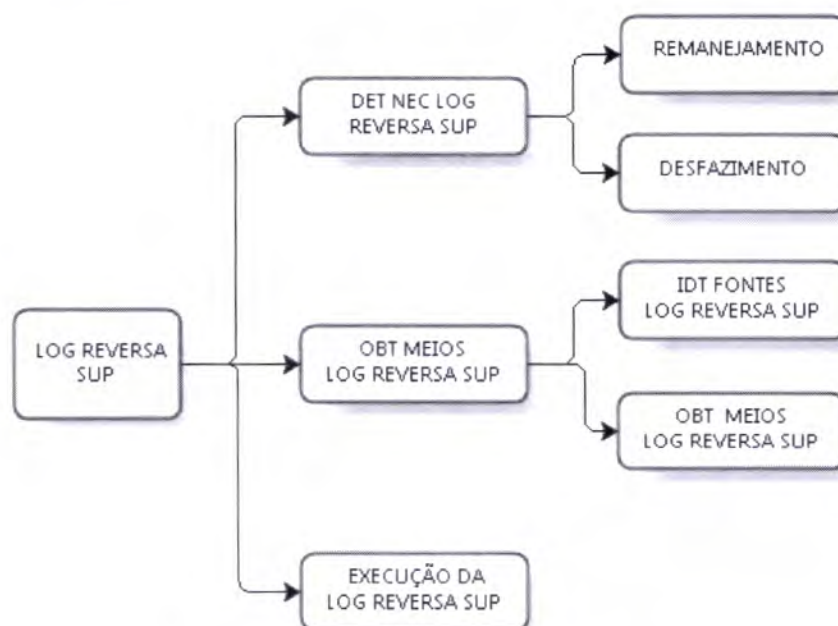 REMANEJAMENTO
DET NEC LOG
REVERSA SUP
DESFAZIMENTO
IDT FONTES
LOG REVERSA SUP
LOG REVERSA
SUP
OBT MEIOS
LOG REVERSA SUP
OBT MEIOS
LOG REVERSA SUP
EXECUÇÃO DA
LOG REVERSA SUP